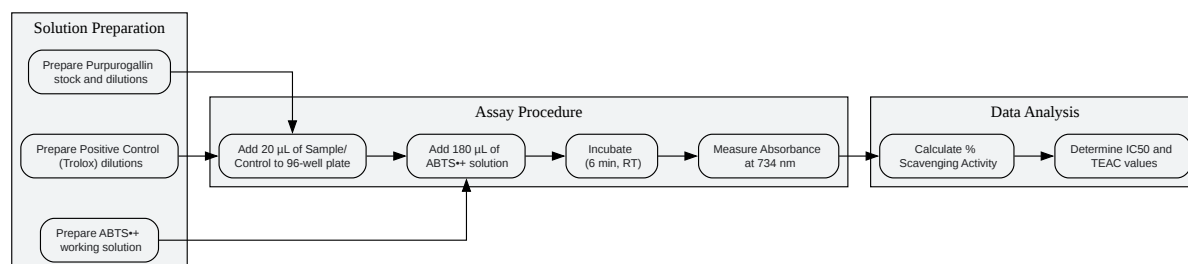 Solution Preparation
Prepare Purpurogallin
stock and dilutions
Prepare Positive Control
(Trolox) dilutions
Prepare ABTS•+
working solution
Assay Procedure
Add 20 µL of Sample/
Control to 96-well plate
Add 180 µL of
ABTS•+ solution
Incubate
(6 min, RT)
Measure Absorbance
at 734 nm
Data Analysis
Calculate %
Scavenging Activity
Determine IC50 and
TEAC values